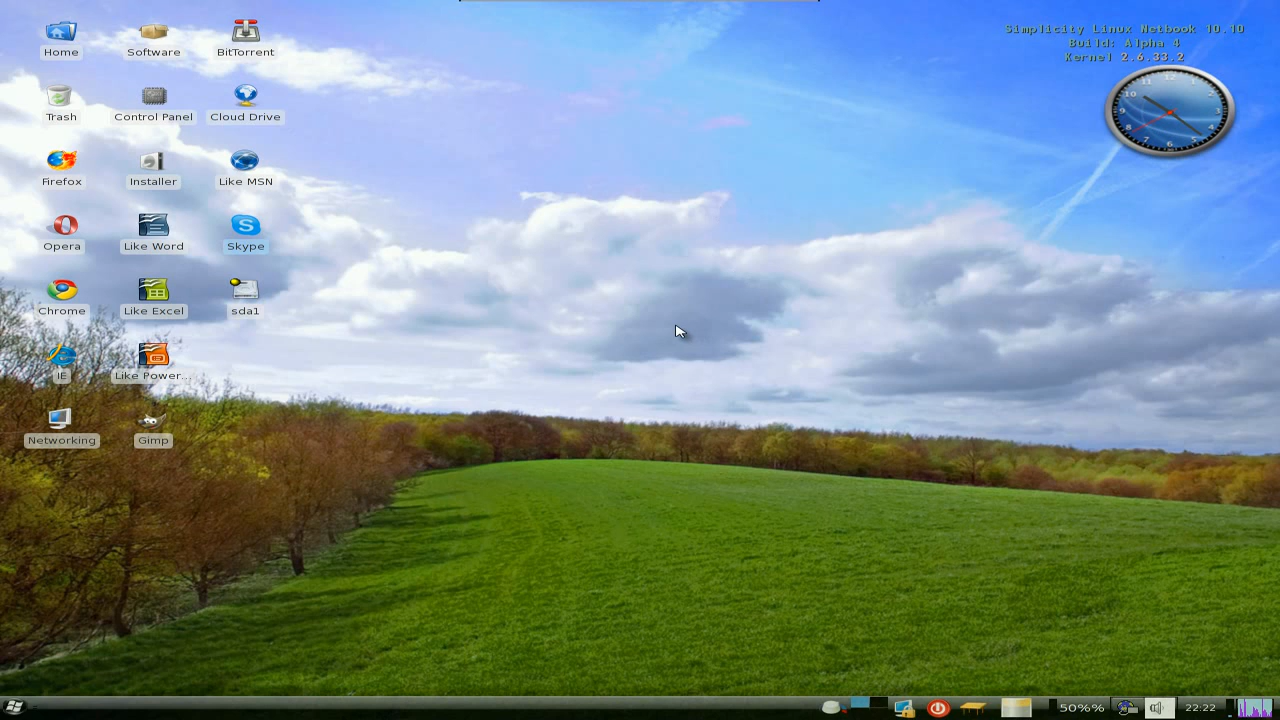 Simplicity Linux Netbook 10.10
Build: Alpha 4
Kernel 2.6.33.2
12
Home
Software
BitTorrent
Trash
Control Panel
Cloud Drive
Firefox
Installer
Like MSN
Opera
Like Word
Skype
Chrome
Like Excel
sda1
IE
Like Power...
Networking
Gimp
50%%
22:22